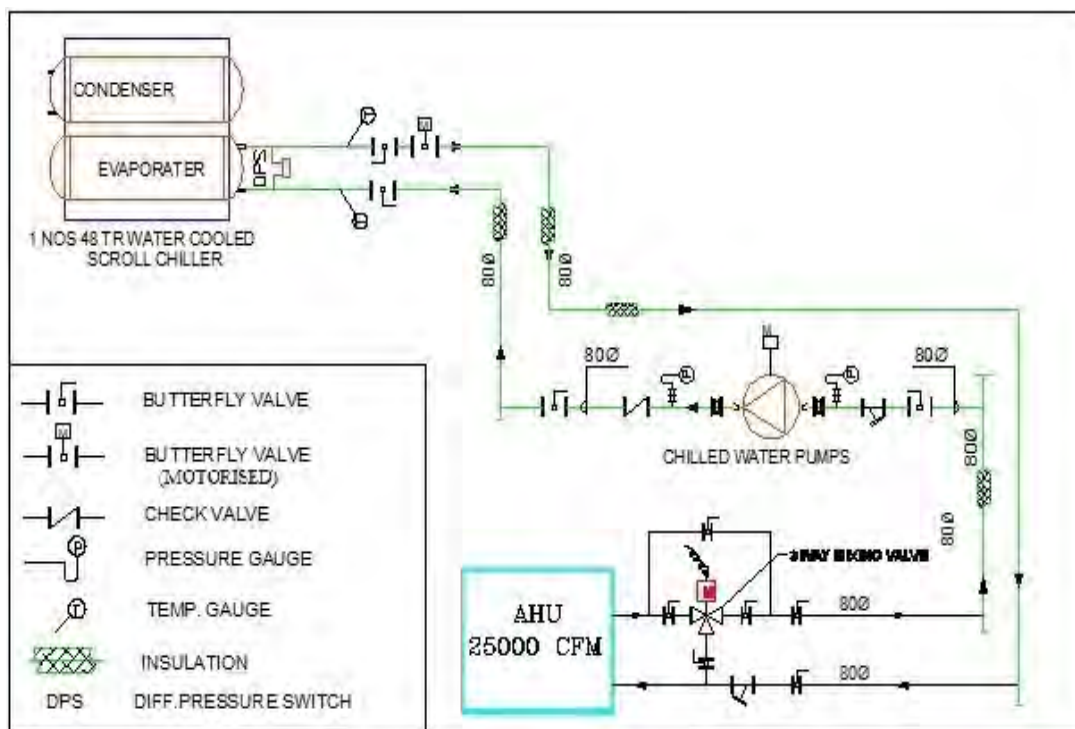 CONDENSER
EVAPORATER
DPS
T
M
T
1 NOS 48 TR WATER COOLED
SCROLL CHILLER
80Ø
80Ø
M
80Ø
P
P
80Ø
CHILLED WATER PUMPS
80Ø
80Ø
BUTTERFLY VALVE
M
BUTTERFLY VALVE
(MOTORISED)
CHECK VALVE
P
PRESSURE GAUGE
T
TEMP. GAUGE
INSULATION
DPS DIFF.PRESSURE SWITCH
VALVE
M
AHU
25000 CFM
80Ø
80Ø